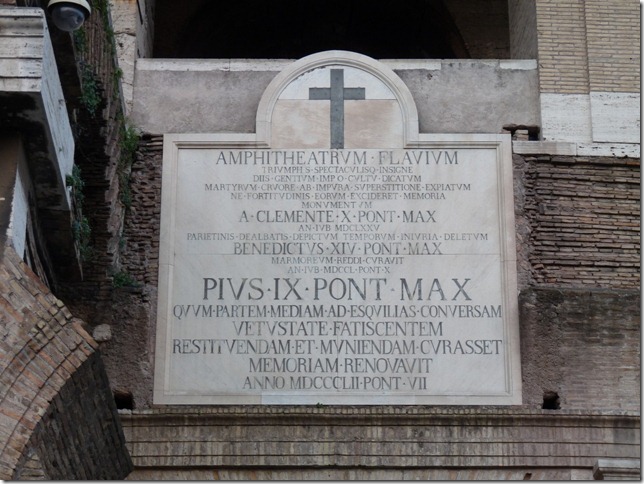 AMPHITHEATRVM · FLAVIVM
TRIVMPHIS · SPECTACVLISQ · INSIGNE
DIIS · GENTIVM · IMPIO · CVLTV · DICATVM
MARTYRVM · CRVORE · AB · IMPVRA · SVPERSTITIONE · EXPIATVM
NE · FORTITVDINIS · EORVM · EXCIDERET · MEMORIA
MONVMENTVM
A · CLEMENTE · X · PONT · MAX
AN · IVB · MDCLXXV
PARIETINIS · DEALBATIS · DEPICTVM · TEMPORVM · INIVRIA · DELETVM
BENEDICTVS · XIV · PONT · MAX
MARMOREVM · REDDI · CVRAVIT
AN · IVB · MDCCL · PONT · X
PIVS · IX · PONT · MAX
QVVM · PARTEM · MEDIAM · AD · ESQVILIAS · CONVERSAM
VETVSTATE · FATISCENTEM
RESTITVENDAM · ET · MVNIENDAM · CVRASSET
MEMORIAM · RENOVAVIT
ANNO · MDCCCLII · PONT · VII